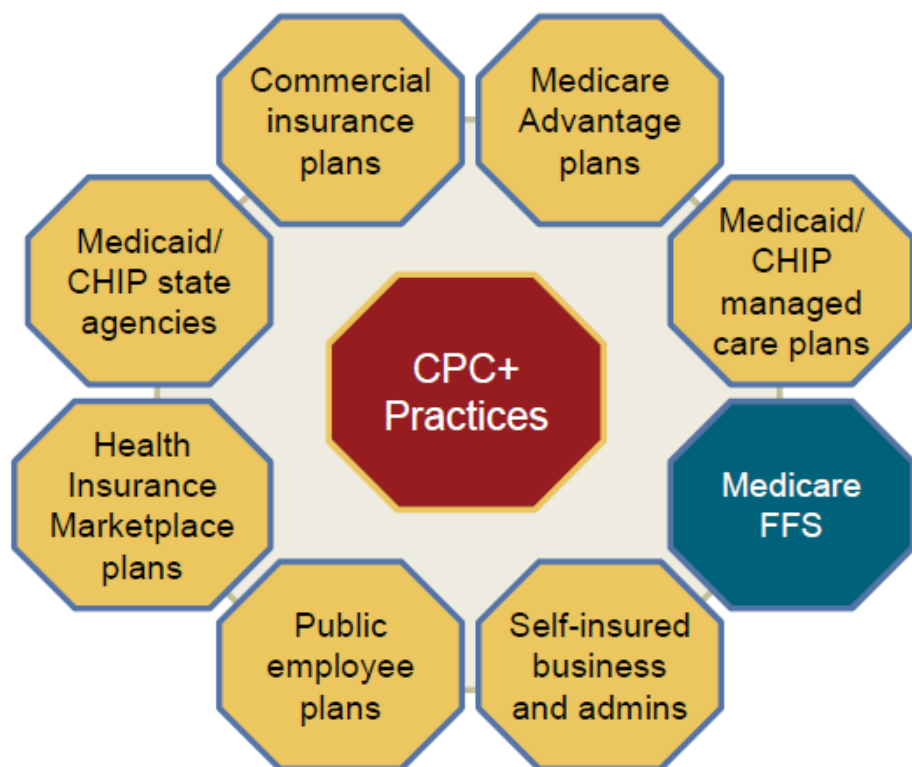 Commercial
insurance
plans
Medicare
Advantage
plans
Medicaid/
CHIP state
agencies
Medicaid/
CHIP
managed
care plans
CPC+
Practices
Health
Insurance
Marketplace
plans
Medicare
FFS
Public
employee
plans
Self-insured
business
and admins